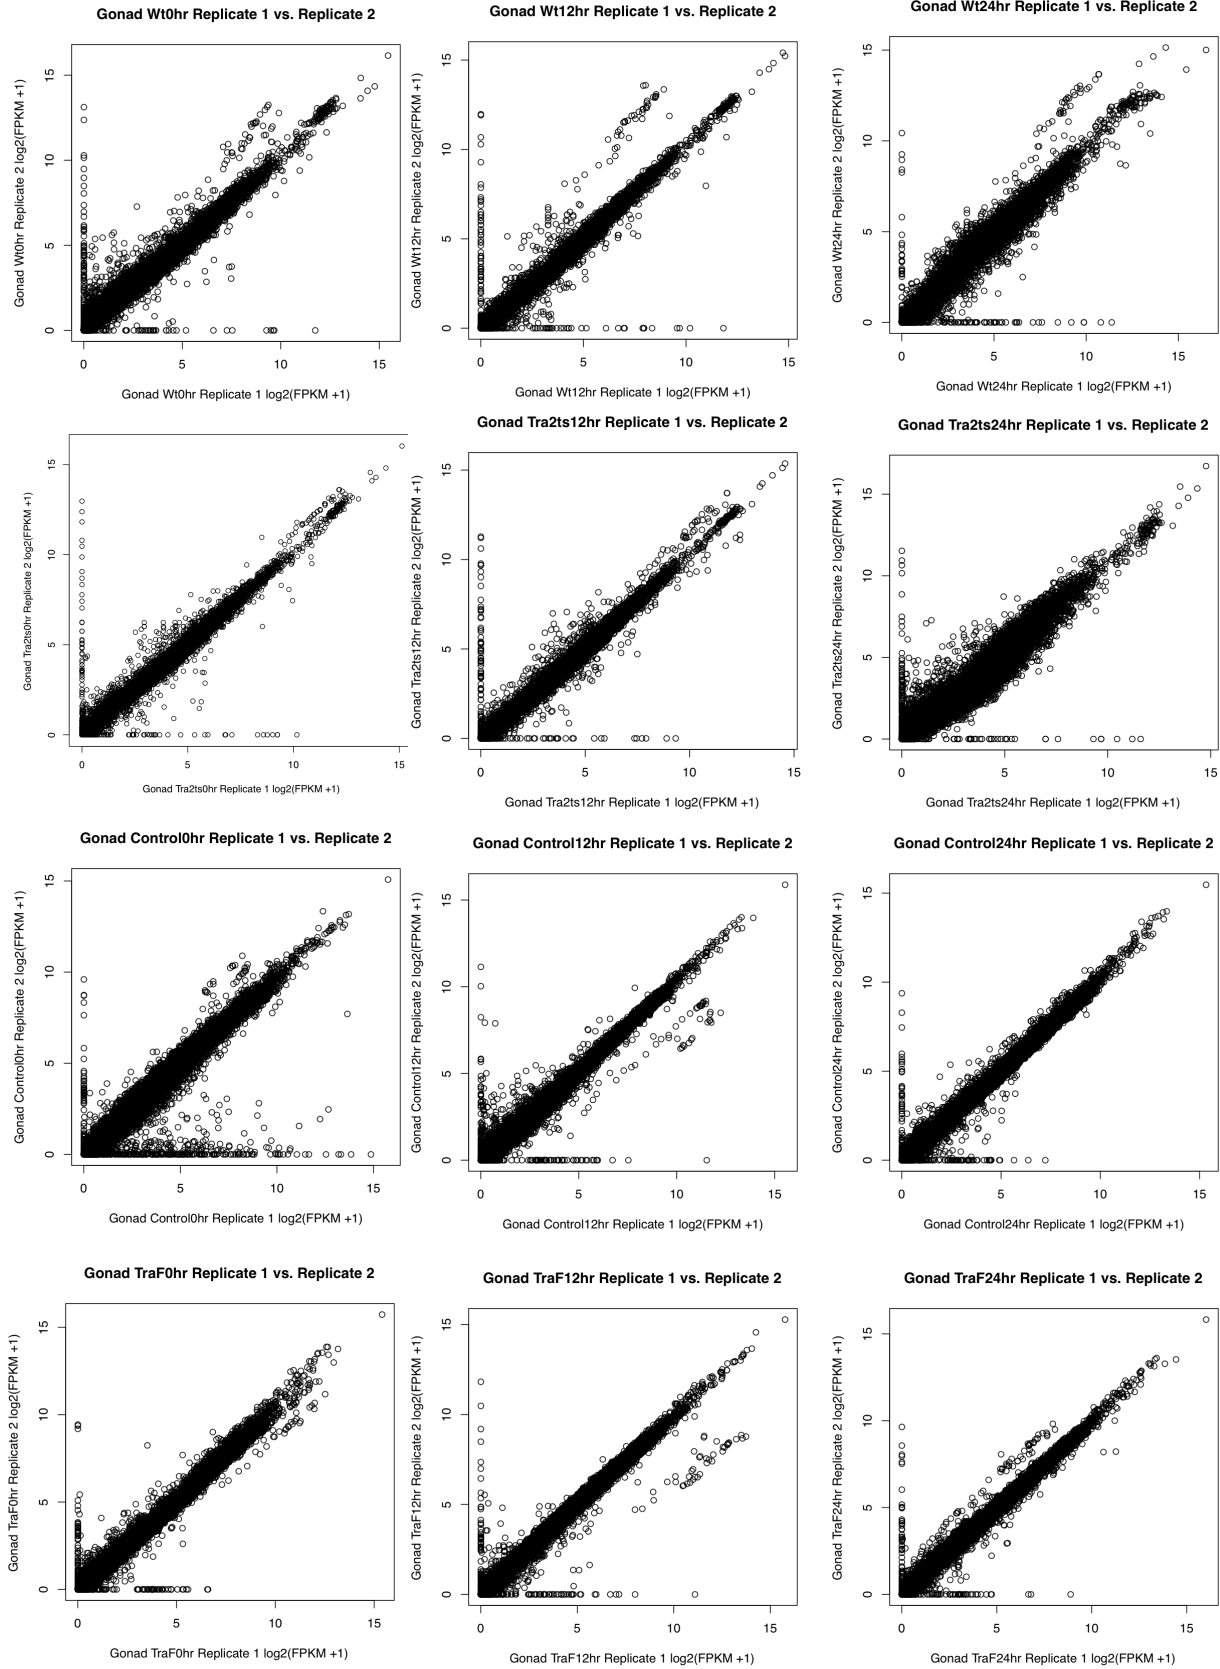 Gonad Wt0hr Replicate 1 vs. Replicate 2
Gonad Wt0hr Replicate 2 log2(FPKM +1)
15
10
5
0
0 5 10 15
Gonad Wt0hr Replicate 1 log2(FPKM +1)
Gonad Wt12hr Replicate 1 vs. Replicate 2
Gonad Wt12hr Replicate 2 log2(FPKM +1)
15
10
5
0
0 5 10 15
Gonad Wt12hr Replicate 1 log2(FPKM +1)
Gonad Wt24hr Replicate 1 vs. Replicate 2
Gonad Wt24hr Replicate 2 log2(FPKM +1)
15
10
5
0
0 5 10 15
Gonad Wt24hr Replicate 1 log2(FPKM +1)
Gonad Tra2ts0hr Replicate 2 log2(FPKM +1)
15
10
5
0
0 5 10 15
Gonad Tra2ts0hr Replicate 1 log2(FPKM +1)
Gonad Tra2ts12hr Replicate 1 vs. Replicate 2
Gonad Tra2ts12hr Replicate 2 log2(FPKM +1)
15
10
5
0
0 5 10 15
Gonad Tra2ts12hr Replicate 1 log2(FPKM +1)
Gonad Tra2ts24hr Replicate 1 vs. Replicate 2
Gonad Tra2ts24hr Replicate 2 log2(FPKM +1)
15
10
5
0
0 5 10 15
Gonad Tra2ts24hr Replicate 1 log2(FPKM +1)
Gonad Control0hr Replicate 1 vs. Replicate 2
Gonad Control0hr Replicate 2 log2(FPKM +1)
15
10
5
0
0 5 10 15
Gonad Control0hr Replicate 1 log2(FPKM +1)
Gonad Control12hr Replicate 1 vs. Replicate 2
Gonad Control12hr Replicate 2 log2(FPKM +1)
15
10
5
0
0 5 10 15
Gonad Control12hr Replicate 1 log2(FPKM +1)
Gonad Control24hr Replicate 1 vs. Replicate 2
Gonad Control24hr Replicate 2 log2(FPKM +1)
15
10
5
0
0 5 10 15
Gonad Control24hr Replicate 1 log2(FPKM +1)
Gonad TraF0hr Replicate 1 vs. Replicate 2
Gonad TraF0hr Replicate 2 log2(FPKM +1)
15
10
5
0
0 5 10 15
Gonad TraF0hr Replicate 1 log2(FPKM +1)
Gonad TraF12hr Replicate 1 vs. Replicate 2
Gonad TraF12hr Replicate 2 log2(FPKM +1)
15
10
5
0
0 5 10 15
Gonad TraF12hr Replicate 1 log2(FPKM +1)
Gonad TraF24hr Replicate 1 vs. Replicate 2
Gonad TraF24hr Replicate 2 log2(FPKM +1)
15
10
5
0
0 5 10 15
Gonad TraF24hr Replicate 1 log2(FPKM +1)